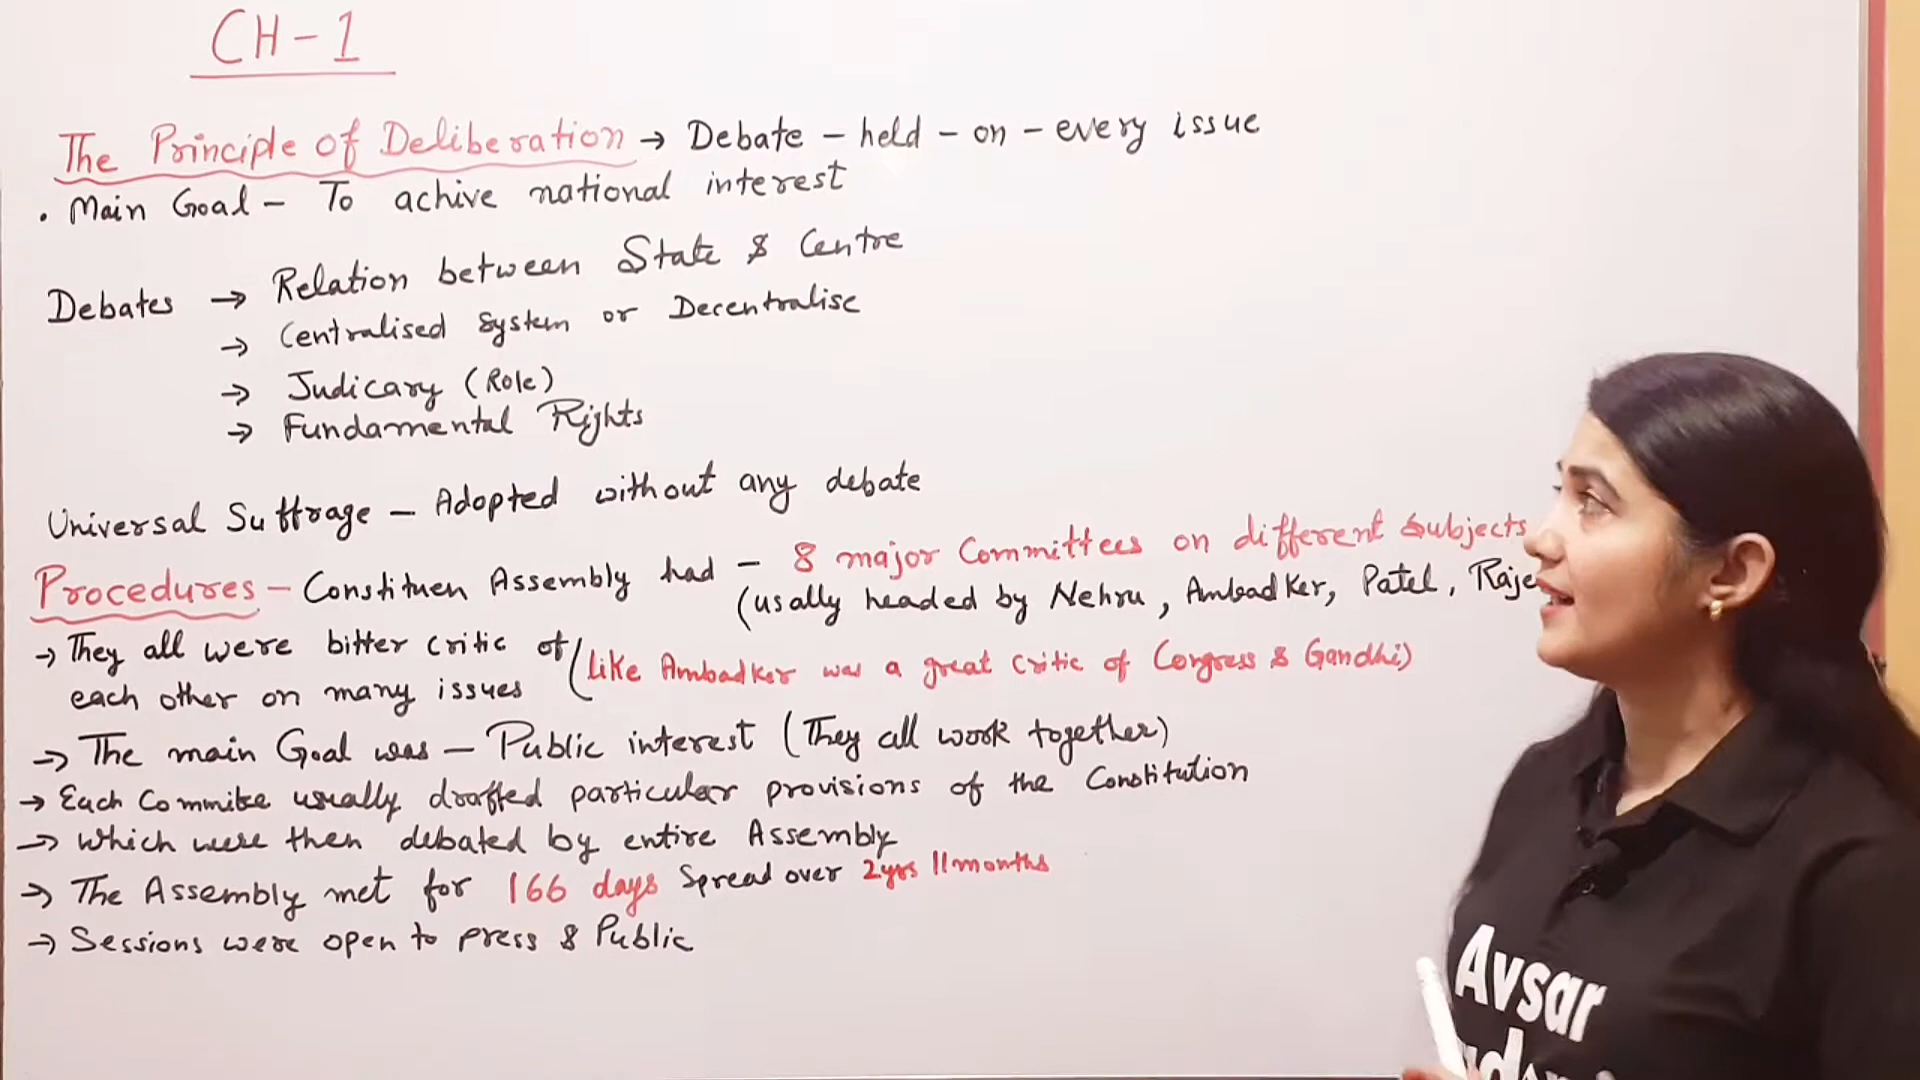 CH-1
The Principle of Deliberation → Debate - held - on - every issue
. Main Goal - To achive national interest
Debates → Relation between State & Centre
→ Centralised System or Decentralise
→ Judicary (Role)
→ Fundamental Rights
Universal Suffrage - Adopted without any debate
Procedures - Constituen Assembly had - 8 major Committees on different subjects
(usally headed by Nehru, Ambadker, Patel,
→ They all were bitter critic of
each other on many issues
(like Ambadker was a great critic of Congress & Gandhi)
→ The main Goal was - Public interest (They all work together)
→ Each Commitee usually drafted particular provisions of the Constitution
→ Which were then debated by entire Assembly
→ The Assembly met for 166 days Spread over 2yrs 11 months
→ Sessions were open to press & Public
Avsar